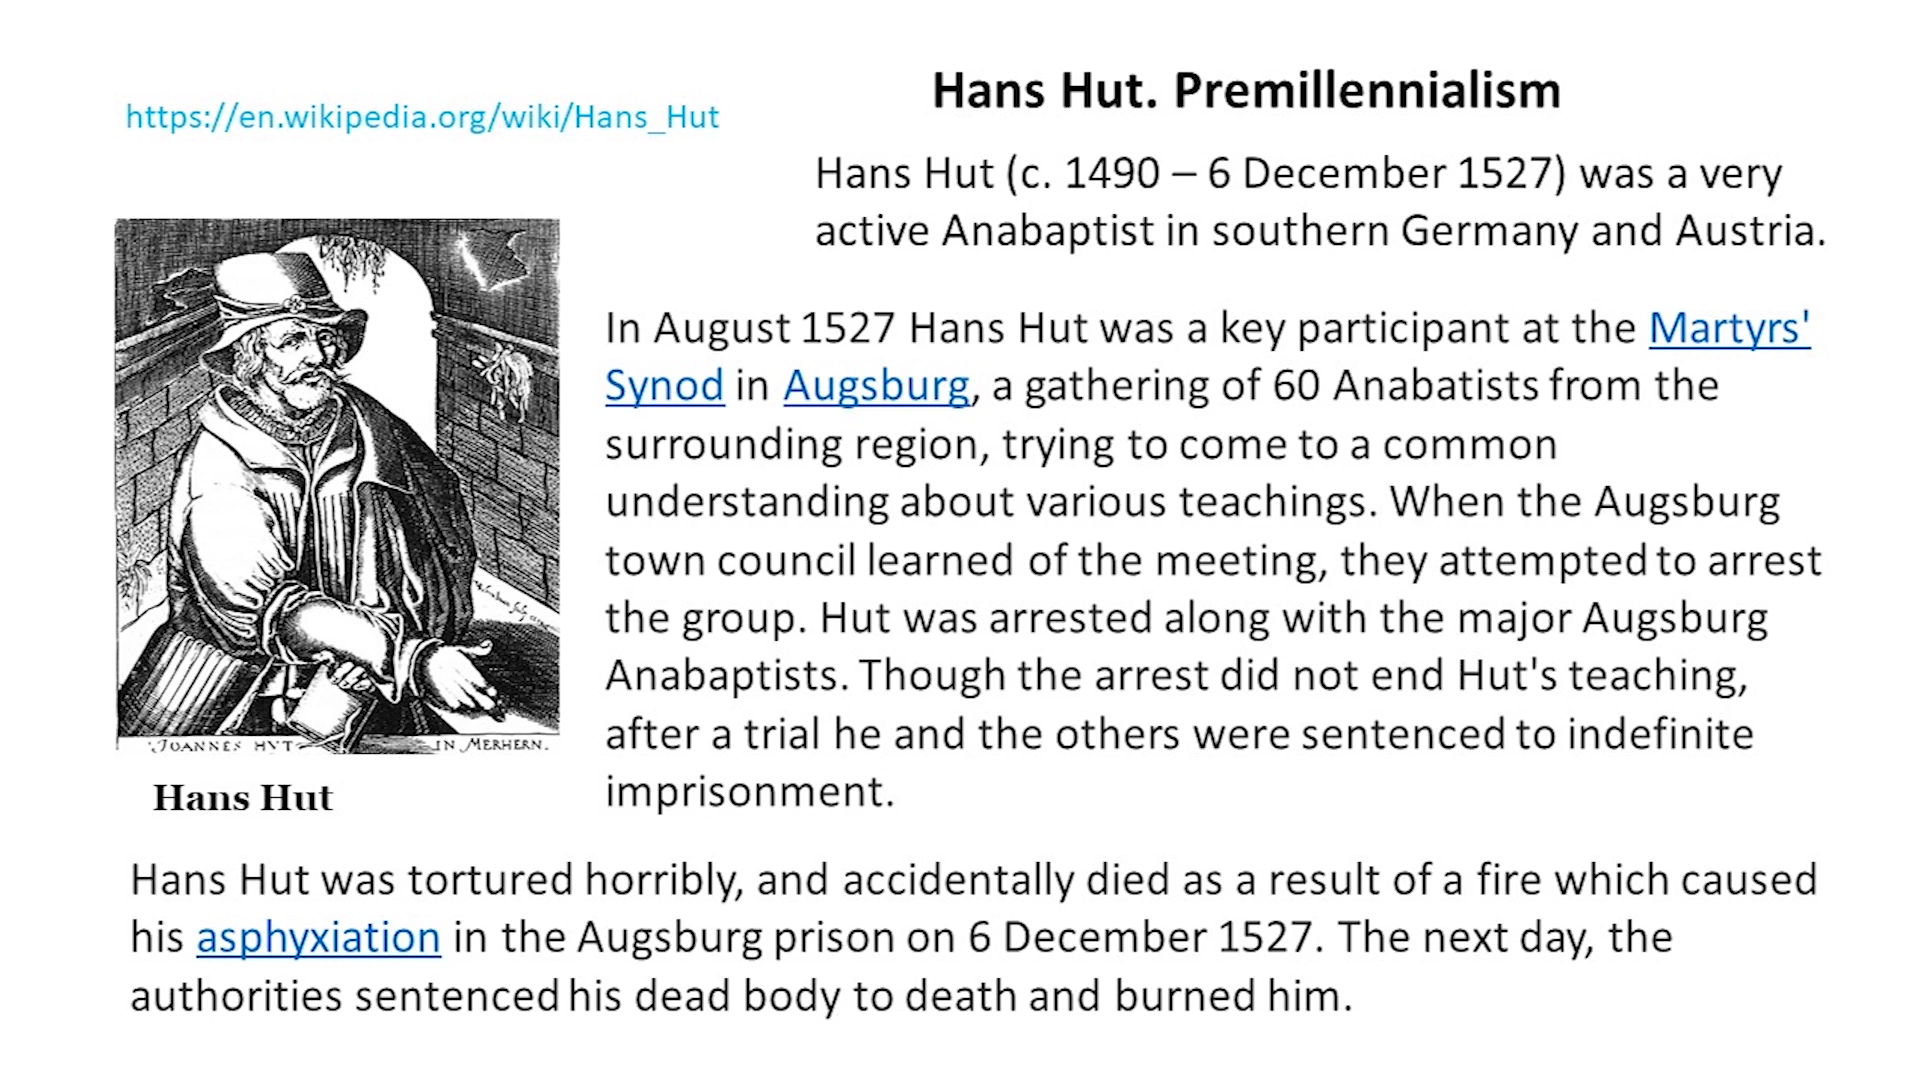 https://en.wikipedia.org/wiki/Hans_Hut
Hans Hut. Premillennialism
Hans Hut (c. 1490 – 6 December 1527) was a very
active Anabaptist in southern Germany and Austria.
In August 1527 Hans Hut was a key participant at the Martyrs'
Synod in Augsburg, a gathering of 60 Anabatists from the
surrounding region, trying to come to a common
understanding about various teachings. When the Augsburg
town council learned of the meeting, they attempted to arrest
the group. Hut was arrested along with the major Augsburg
Anabaptists. Though the arrest did not end Hut's teaching,
after a trial he and the others were sentenced to indefinite
imprisonment.
JOANNES HVT IN MERHERN.
Hans Hut
Hans Hut was tortured horribly, and accidentally died as a result of a fire which caused
his asphyxiation in the Augsburg prison on 6 December 1527. The next day, the
authorities sentenced his dead body to death and burned him.